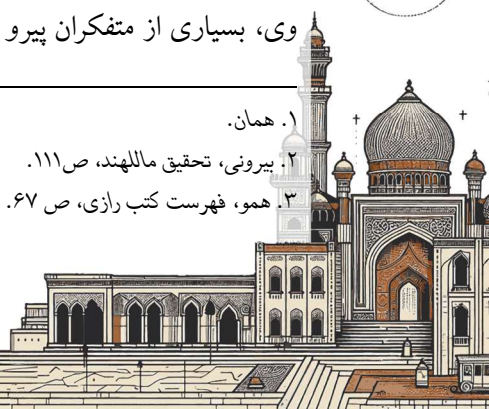 وی، بسیاری از متفکران پیرو
۱. همان.
۲. بیرونی، تحقیق ماللهند، ص۱۱۱.
۳. همو، فهرست کتب رازی، ص ۶۷.